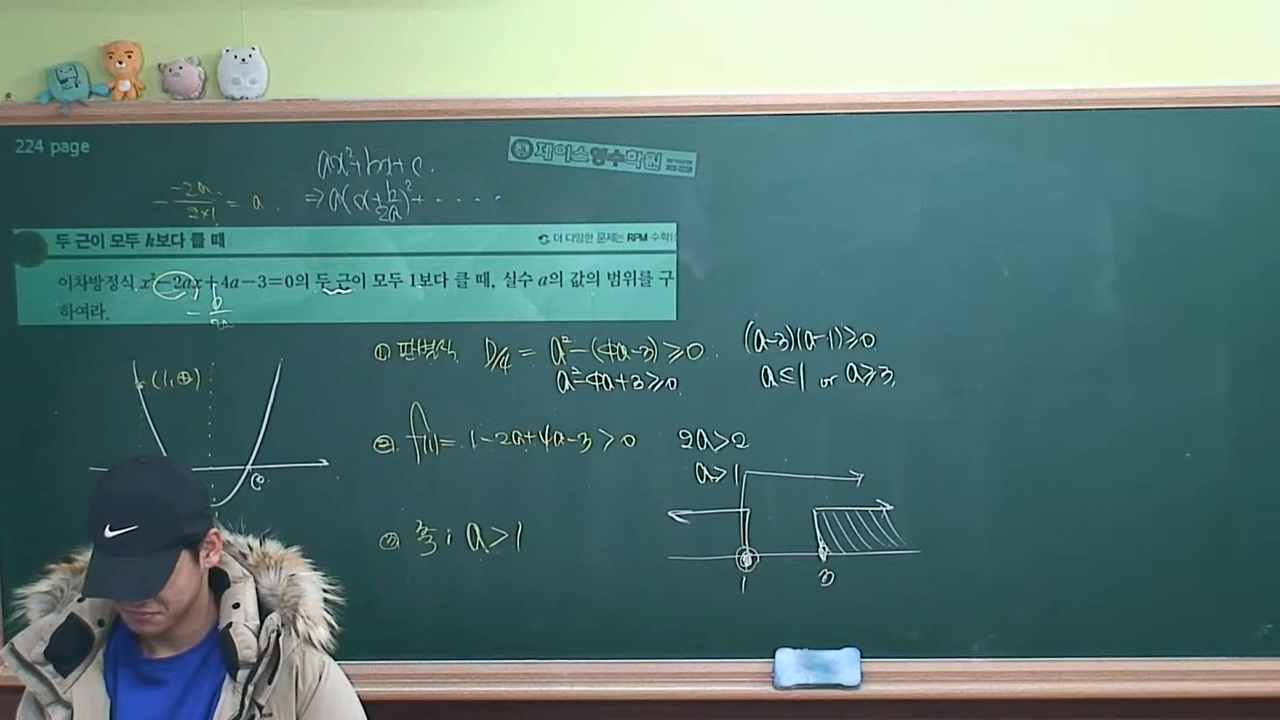 224 page
제이스영수학원
ax²+bx+c.
-\frac{-2a}{2×1} = a.
⇒a(x+\frac{b}{2a})²+ · · · · ·
두 근이 모두 k보다 클 때
더 다양한 문제는 RPM 수학(
이차방정식 x²-2ax+4a-3=0의 두 근이 모두 1보다 클 때, 실수 a의 값의 범위를 구
하여라.
-\frac{b}{2a}
① 판별식 D/4 = a²-(4a-3)≥0. (a-3)(a-1)≥0
a²-4a+3≥0. a≤1 or a≥3.
(1,⊕)
② f(1)= 1-2a+4a-3>0 2a>2
a>1
③ 축: a>1
1 3